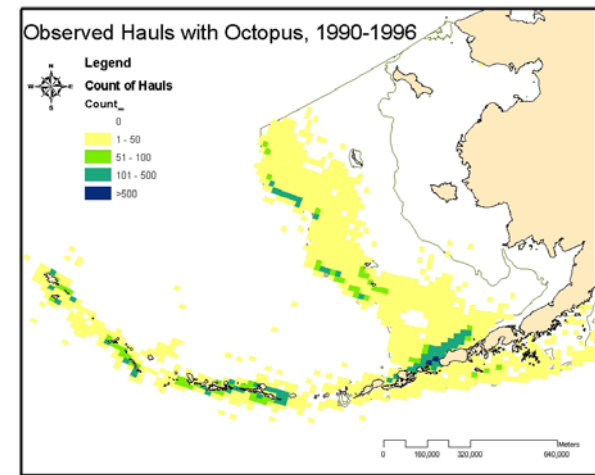 Observed Hauls with Octopus, 1990-1996
Legend
N
W E
S
Count of Hauls
Count_
0
1 - 50
51 - 100
101 - 500
>500
Meters
0 160,000 320,000 640,000